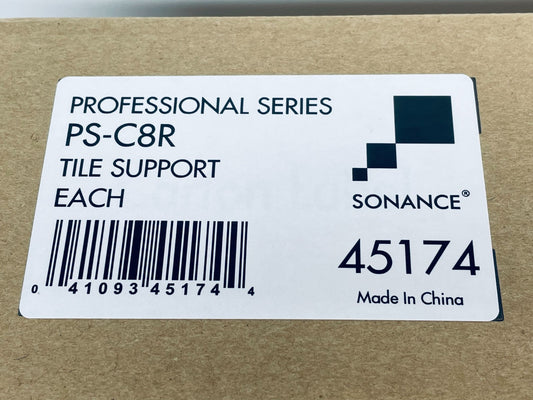 PROFESSIONAL SERIES
PS-C8R
TILE SUPPORT
EACH
SONANCE®
0 41093 45174 4
45174
Made In China